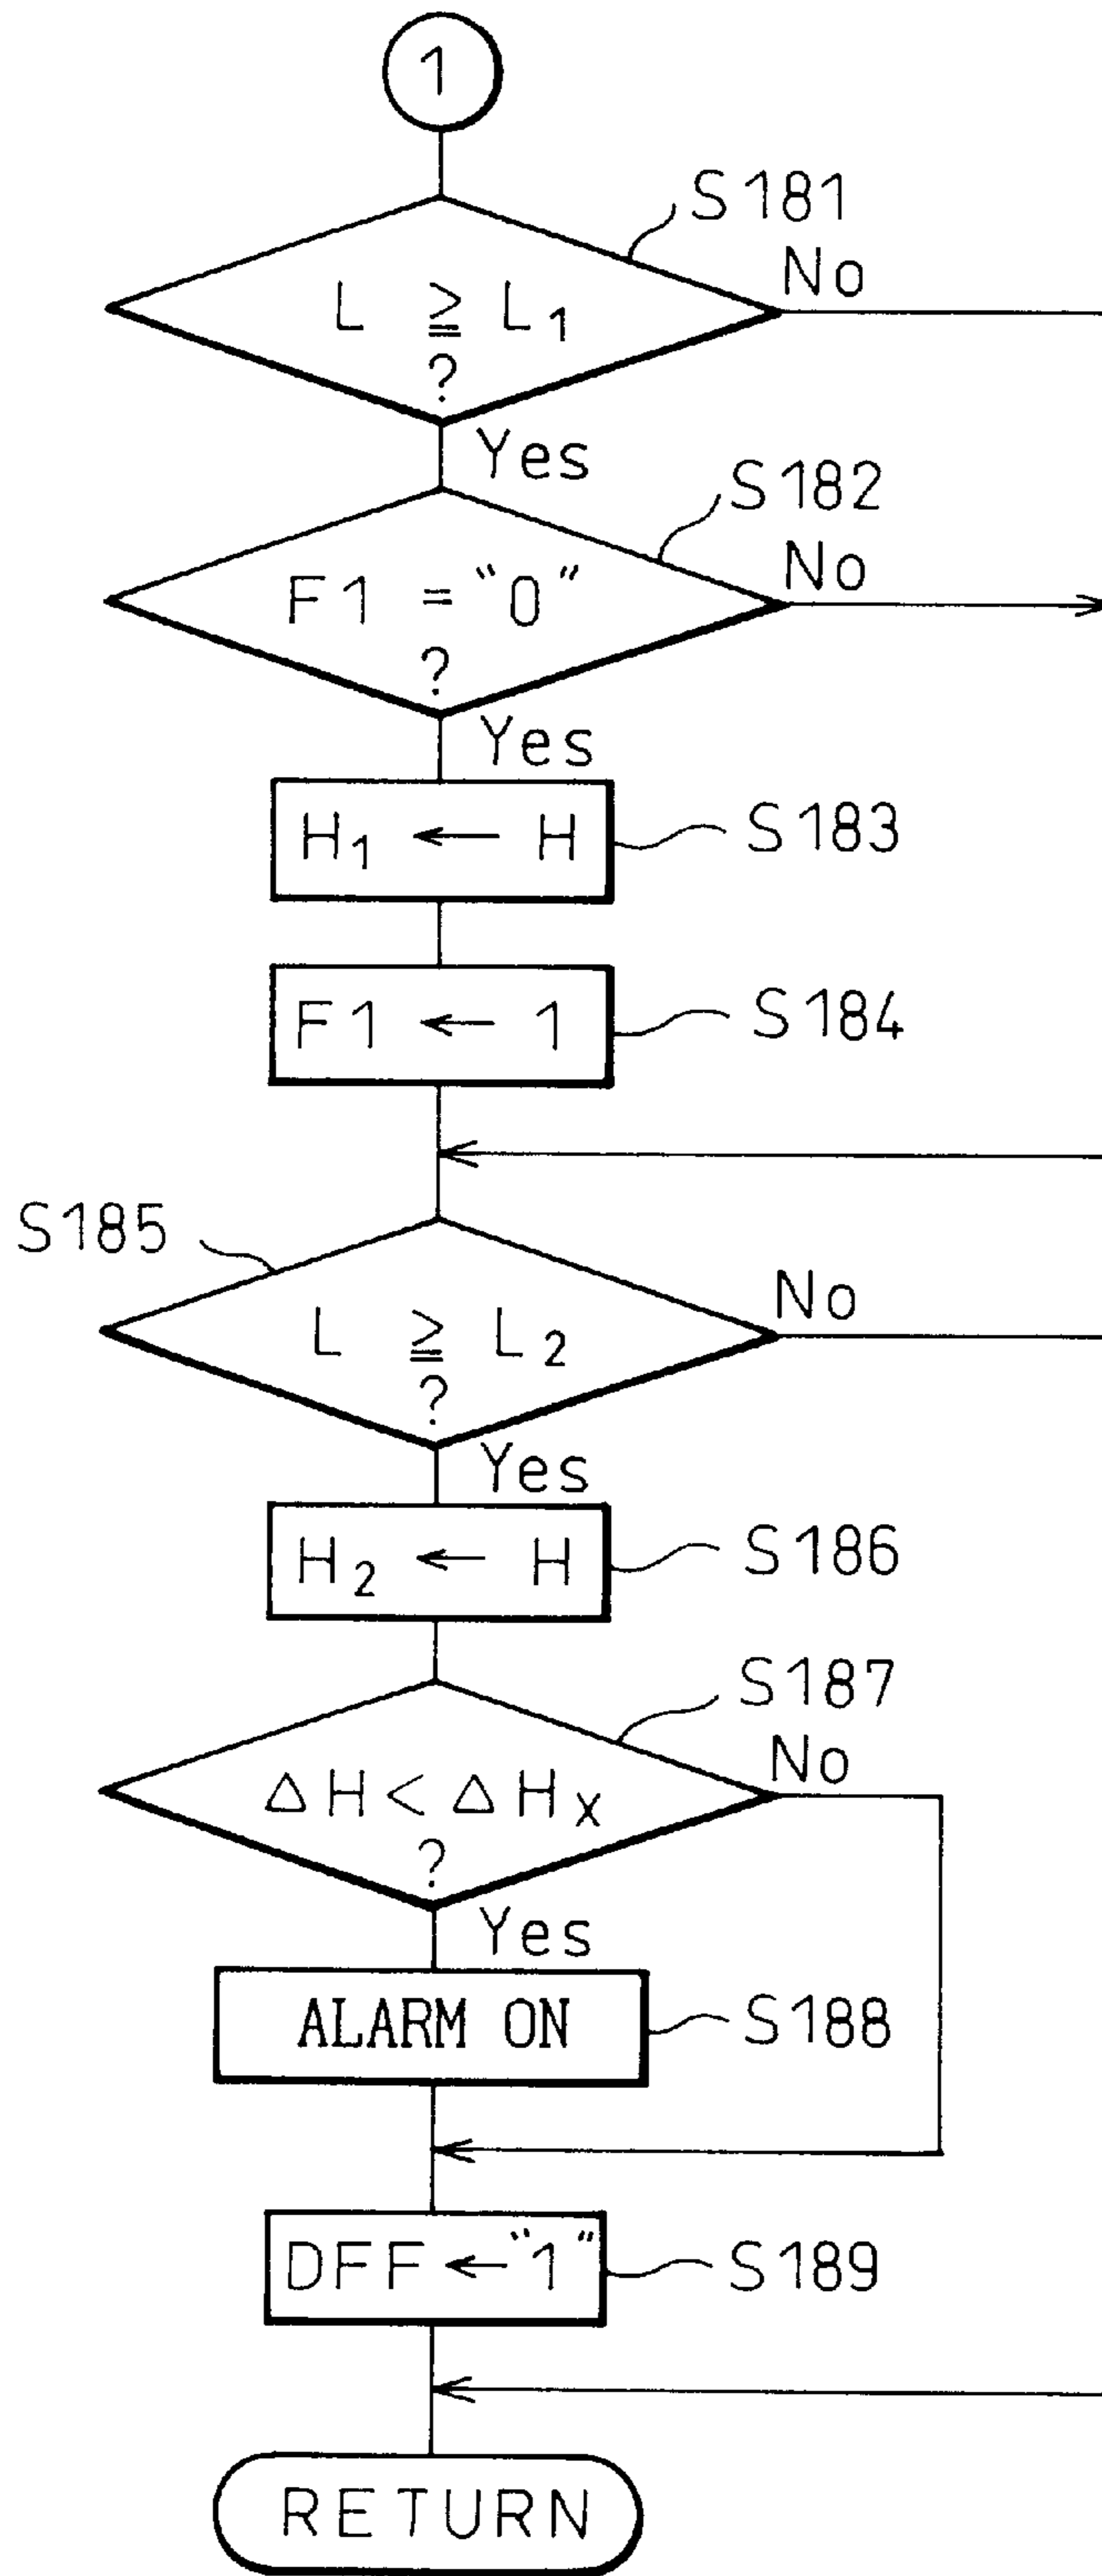 1
S181
No
L ≧ L₁
?
Yes
S182
No
F1 = "0"
?
Yes
H₁ ← H
S183
F1 ← 1
S184
S185
No
L ≧ L₂
?
Yes
H₂ ← H
S186
S187
No
ΔH < ΔHx
?
Yes
ALARM ON
S188
DFF ← "1"
S189
RETURN